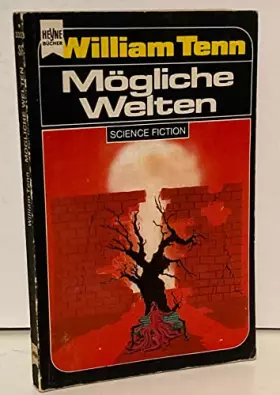 HEYNE
BÜCHER
William Tenn
Mögliche
Welten
SCIENCE FICTION
William Tenn MÖGLICHE WELTEN